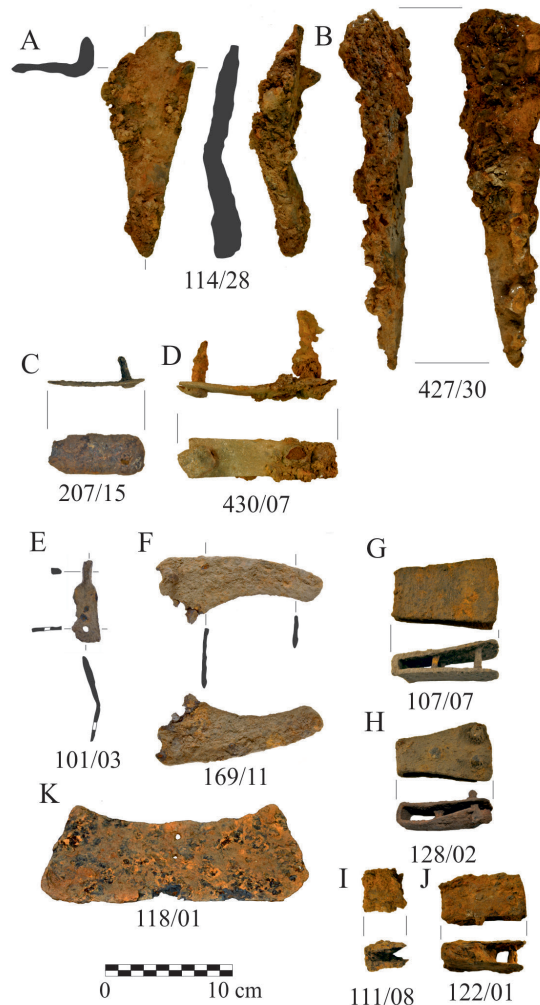 A
B
114/28
427/30
C
D
207/15
430/07
E
F
G
107/07
H
101/03
169/11
K
128/02
118/01
I
J
0 10 cm
111/08
122/01